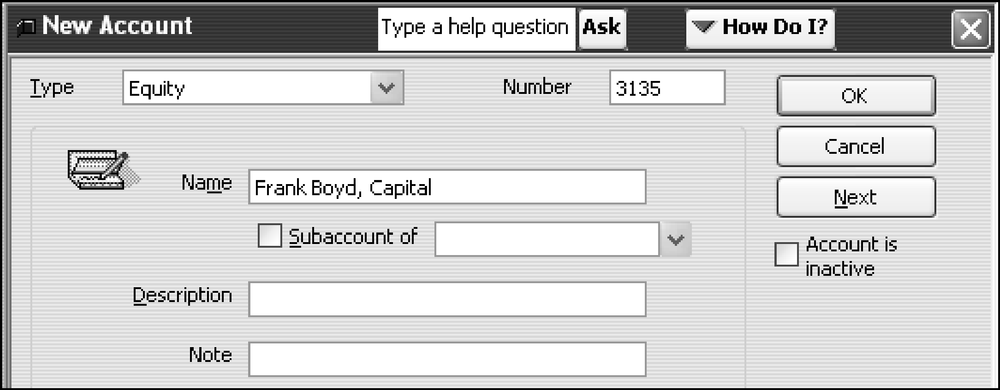 New Account
Type a help question Ask How Do I?
Type Equity Number 3135
OK
Cancel
Name Frank Boyd, Capital
Next
Subaccount of
Account is
inactive
Description
Note